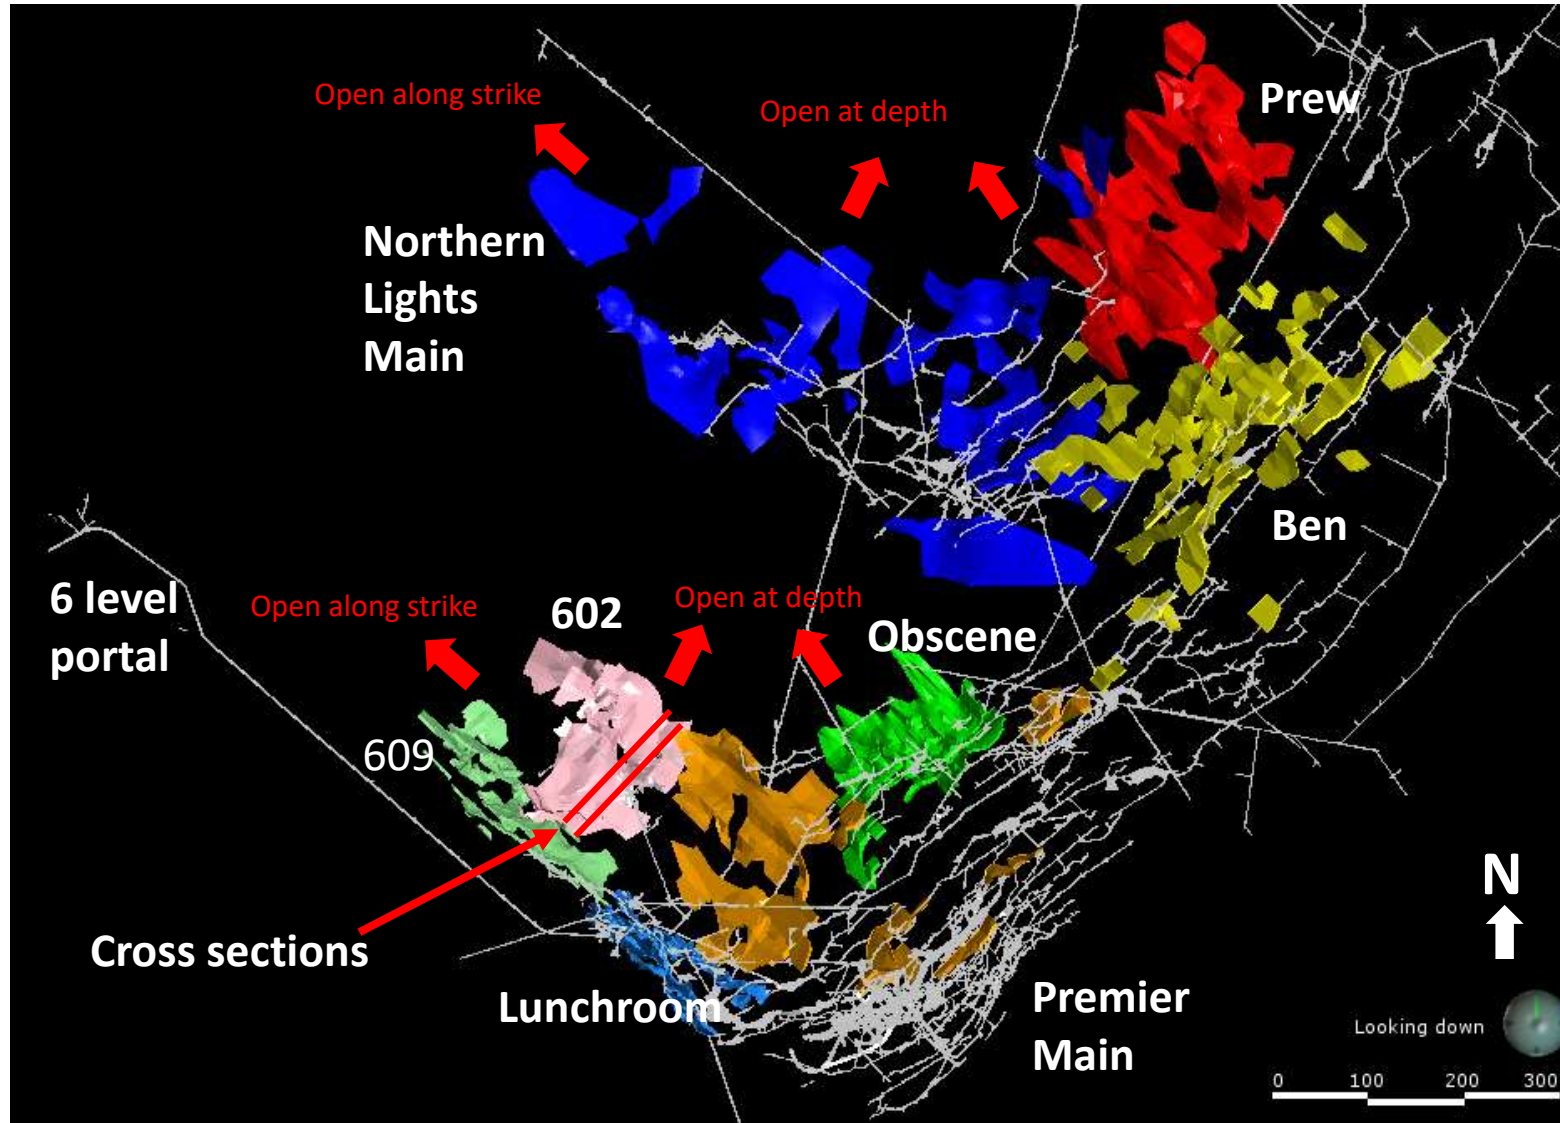 Open along strike
Open at depth
Prew
Northern
Lights
Main
Ben
6 level
portal
Open along strike
602
Open at depth
Obscene
609
Cross sections
Lunchroom
Premier
Main
N
Looking down
0 100 200 300